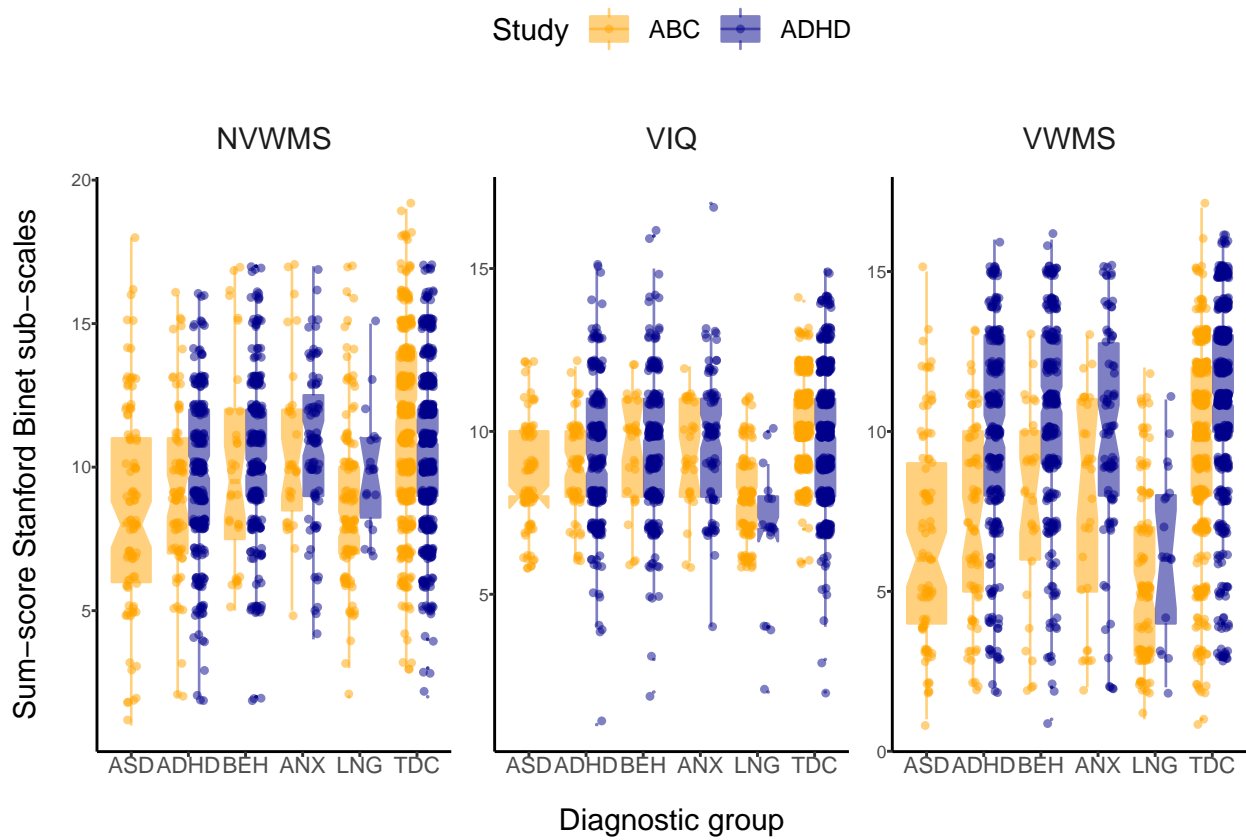 Study ABC ADHD
NVWMS VIQ VWMS
Sum−score Stanford Binet sub−scales
20
15
10
5
15
10
5
15
10
5
0
ASD ADHD BEH ANX LNG TDC
ASD ADHD BEH ANX LNG TDC
ASD ADHD BEH ANX LNG TDC
Diagnostic group